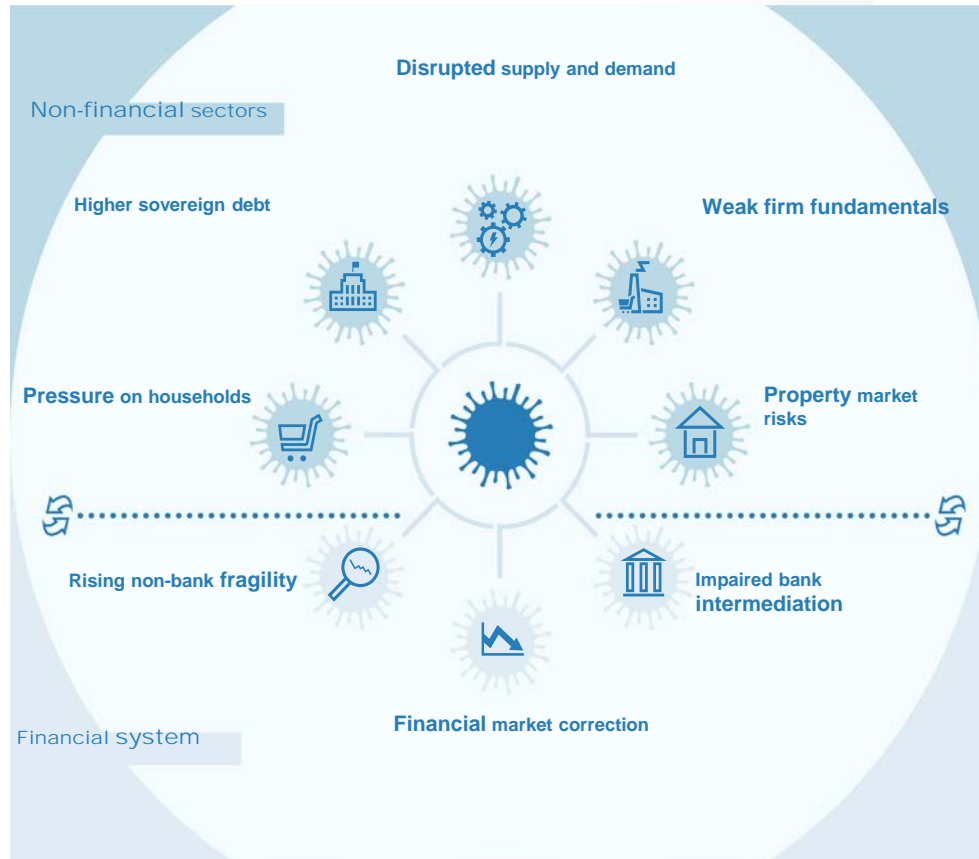 Disrupted supply and demand
Non-financial sectors
Higher sovereign debt
Weak firm fundamentals
Pressure on households
Property market
risks
Rising non-bank fragility
Impaired bank
intermediation
Financial market correction
Financial system